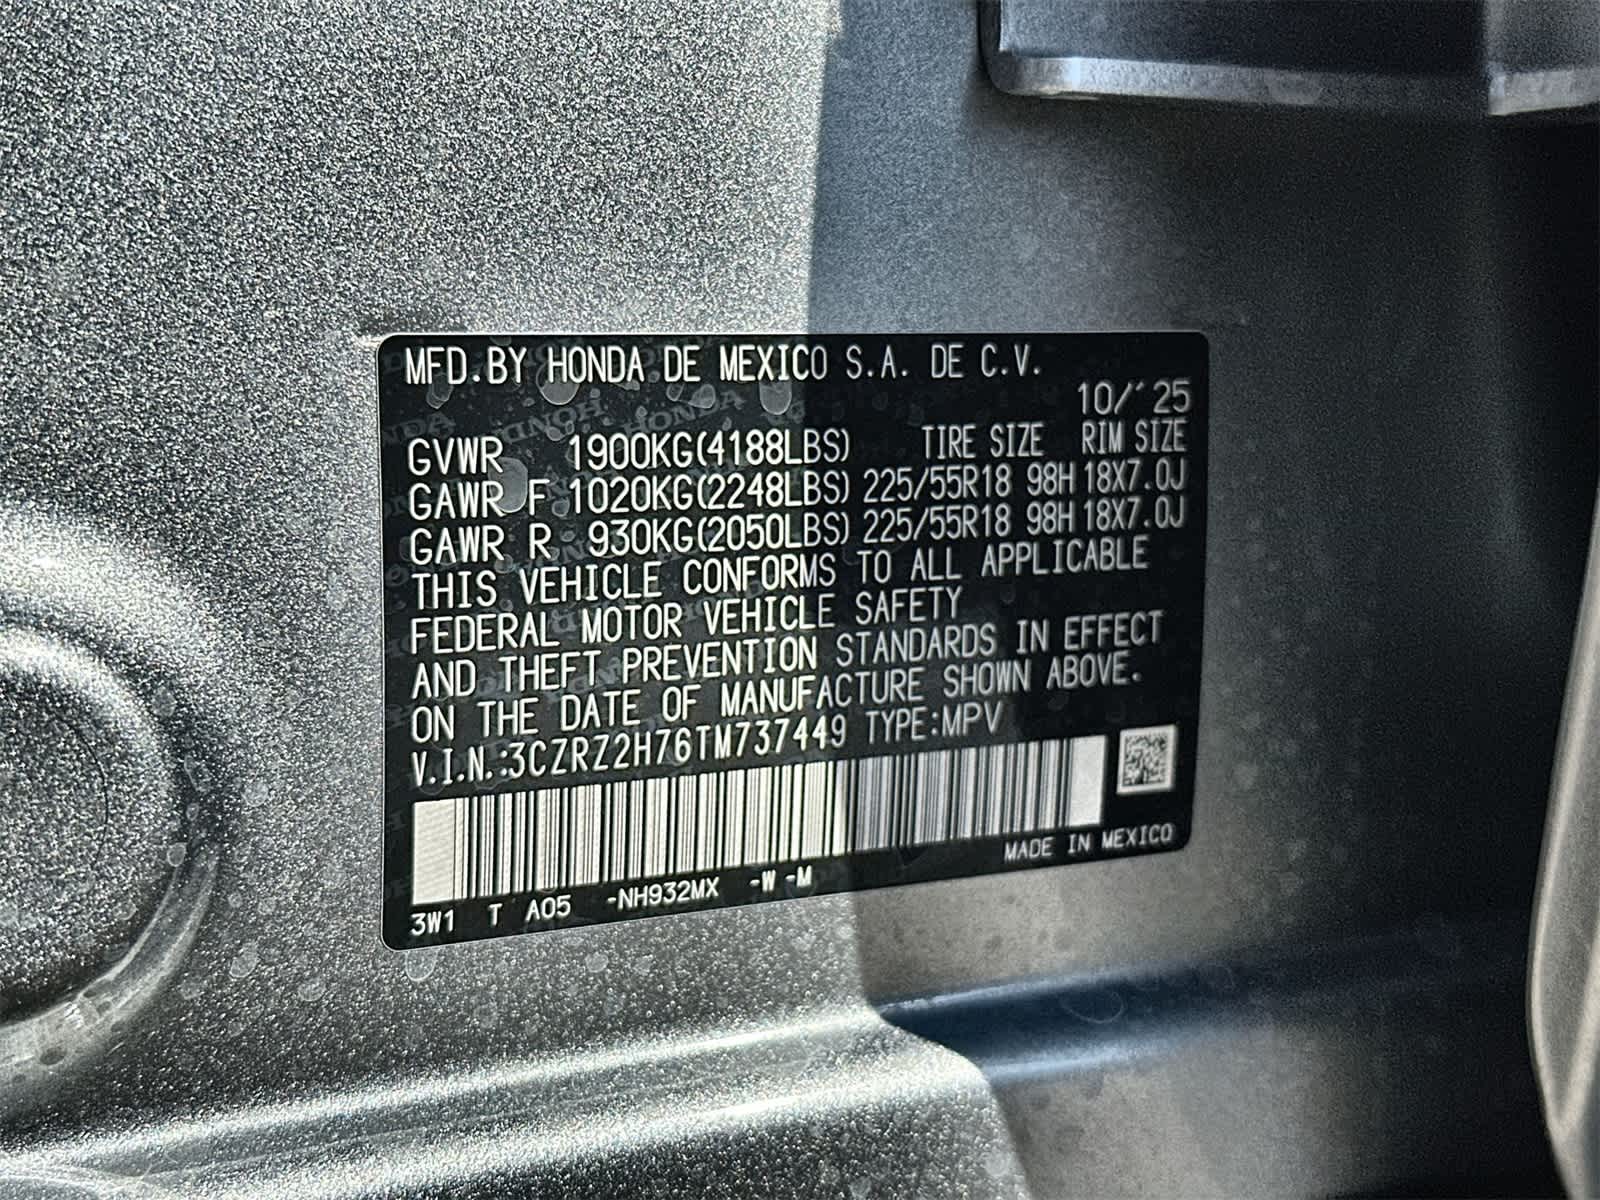 MFD.BY HONDA DE MEXICO S.A. DE C.V.
10/'25
GVWR 1900KG(4188LBS) TIRE SIZE RIM SIZE
GAWR F 1020KG(2248LBS) 225/55R18 98H 18X7.0J
GAWR R 930KG(2050LBS) 225/55R18 98H 18X7.0J
THIS VEHICLE CONFORMS TO ALL APPLICABLE
FEDERAL MOTOR VEHICLE SAFETY
AND THEFT PREVENTION STANDARDS IN EFFECT
ON THE DATE OF MANUFACTURE SHOWN ABOVE.
V.I.N.:3CZRZ2H76TM737449 TYPE:MPV
MADE IN MEXICO
3W1 T A05 -NH932MX -W -M